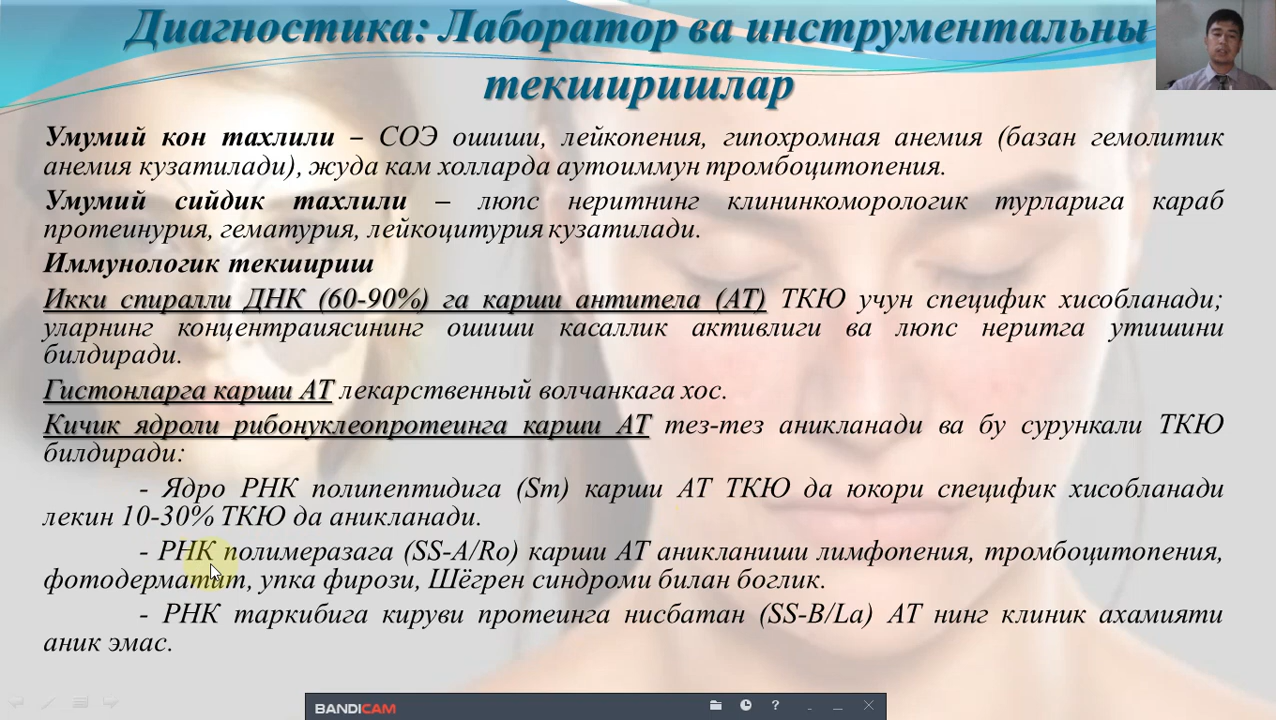 Диагностика: Лаборатор ва инструментальны
текширишлар
Умумий кон тахлили – СОЭ ошиши, лейкопения, гипохромная анемия (базан гемолитик
анемия кузатилади), жуда кам холларда аутоиммун тромбоцитопения.
Умумий сийдик тахлили – люпс неритнинг клининкоморологик турларига караб
протеинурия, гематурия, лейкоцитурия кузатилади.
Иммунологик текшириш
Икки спиралли ДНК (60-90%) га карши антитела (АТ) ТКЮ учун специфик хисобланади;
уларнинг концентраиясининг ошиши касаллик активлиги ва люпс неритга утишини
билдиради.
Гистонларга карши АТ лекарственный волчанкага хос.
Кичик ядроли рибонуклеопротеинга карши АТ тез-тез аникланади ва бу сурункали ТКЮ
билдиради:
- Ядро РНК полипептидига (Sm) карши АТ ТКЮ да юкори специфик хисобланади
лекин 10-30% ТКЮ да аникланади.
- РНК полимеразага (SS-A/Ro) карши АТ аникланиши лимфопения, тромбоцитопения,
фотодерматит, упка фирози, Шёгрен синдроми билан боглик.
- РНК таркибига кируви протеинга нисбатан (SS-B/La) АТ нинг клиник ахамияти
аник эмас.
BANDICAM